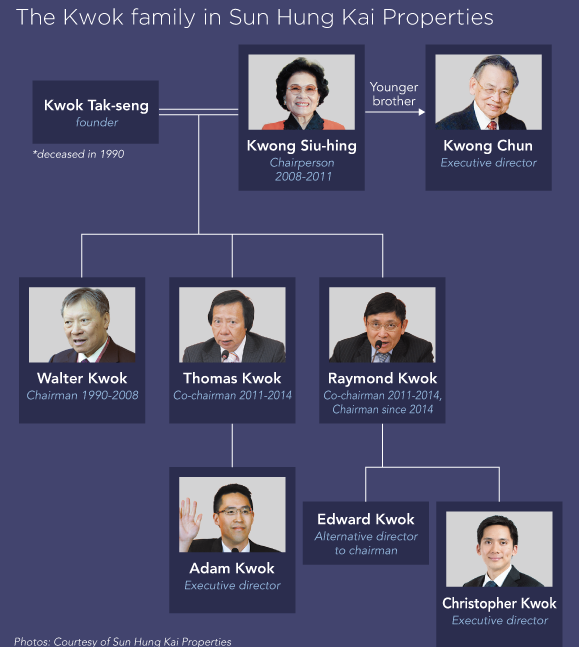 The Kwok family in Sun Hung Kai Properties
Kwok Tak-seng
founder
*deceased in 1990
Kwong Siu-hing
Chairperson
2008-2011
Younger
brother
Kwong Chun
Executive director
Walter Kwok
Chairman 1990-2008
Thomas Kwok
Co-chairman 2011-2014
Raymond Kwok
Co-chairman 2011-2014,
Chairman since 2014
Adam Kwok
Executive director
Edward Kwok
Alternative director
to chairman
Christopher Kwok
Executive director
Photos: Courtesy of Sun Hung Kai Properties